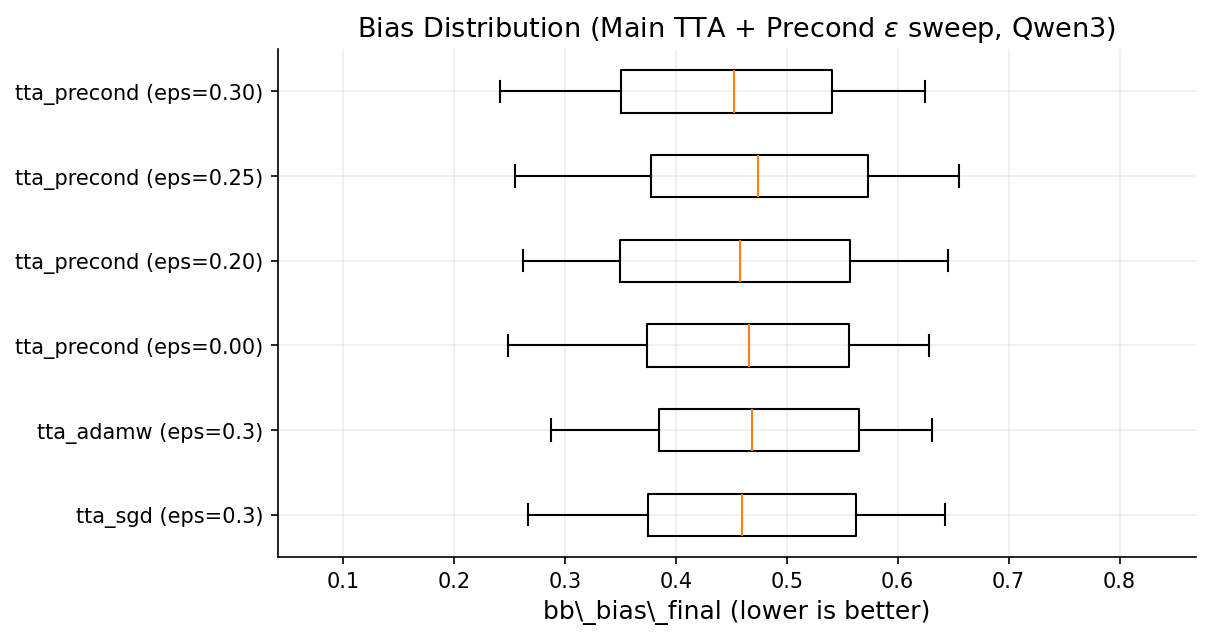 Bias Distribution (Main TTA + Precond ε sweep, Qwen3)
tta_precond (eps=0.30)
tta_precond (eps=0.25)
tta_precond (eps=0.20)
tta_precond (eps=0.00)
tta_adamw (eps=0.3)
tta_sgd (eps=0.3)
0.1 0.2 0.3 0.4 0.5 0.6 0.7 0.8
bb\_bias\_final (lower is better)